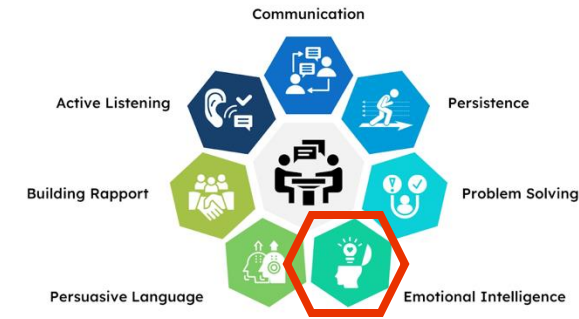 Communication
Active Listening
Persistence
Building Rapport
Problem Solving
Persuasive Language
Emotional Intelligence